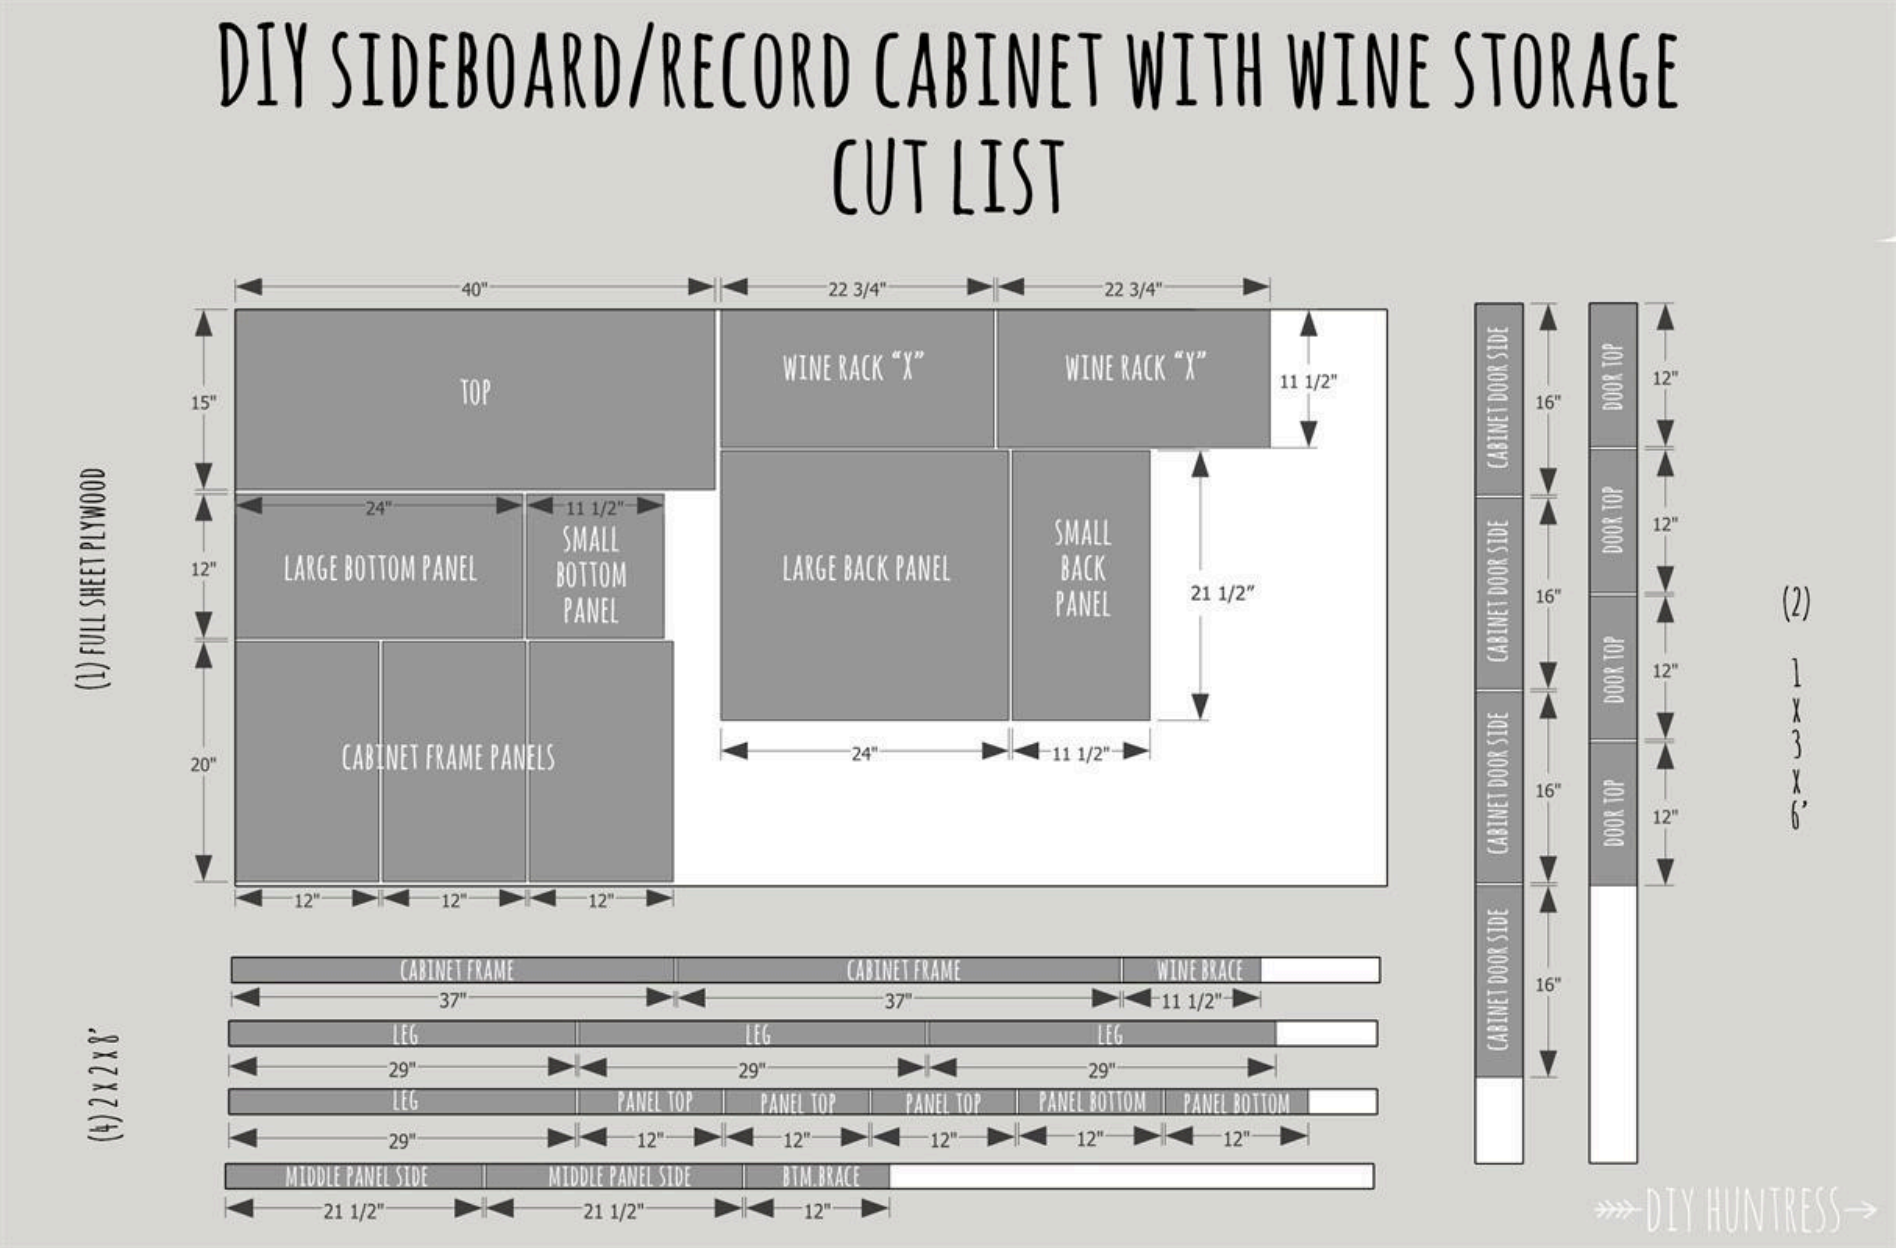 DIY SIDEBOARD/RECORD CABINET WITH WINE STORAGE
CUT LIST
(1) FULL SHEET PLYWOOD
40"
22 3/4"
22 3/4"
15"
TOP
WINE RACK “X”
WINE RACK “X”
11 1/2"
12"
24"
11 1/2"
LARGE BOTTOM PANEL
SMALL
BOTTOM
PANEL
LARGE BACK PANEL
SMALL
BACK
PANEL
21 1/2"
20"
CABINET FRAME PANELS
24"
11 1/2"
12"
12"
12"
(4) 2 X 2 X 8'
CABINET FRAME
CABINET FRAME
WINE BRACE
37"
37"
11 1/2"
LEG
LEG
LEG
29"
29"
29"
LEG
PANEL TOP
PANEL TOP
PANEL TOP
PANEL BOTTOM
PANEL BOTTOM
29"
12"
12"
12"
12"
12"
MIDDLE PANEL SIDE
MIDDLE PANEL SIDE
BTM.BRACE
21 1/2"
21 1/2"
12"
CABINET DOOR SIDE
16"
CABINET DOOR SIDE
16"
CABINET DOOR SIDE
16"
CABINET DOOR SIDE
16"
DOOR TOP
12"
DOOR TOP
12"
DOOR TOP
12"
DOOR TOP
12"
(2)
1
X
3
X
6'
DIY HUNTRESS